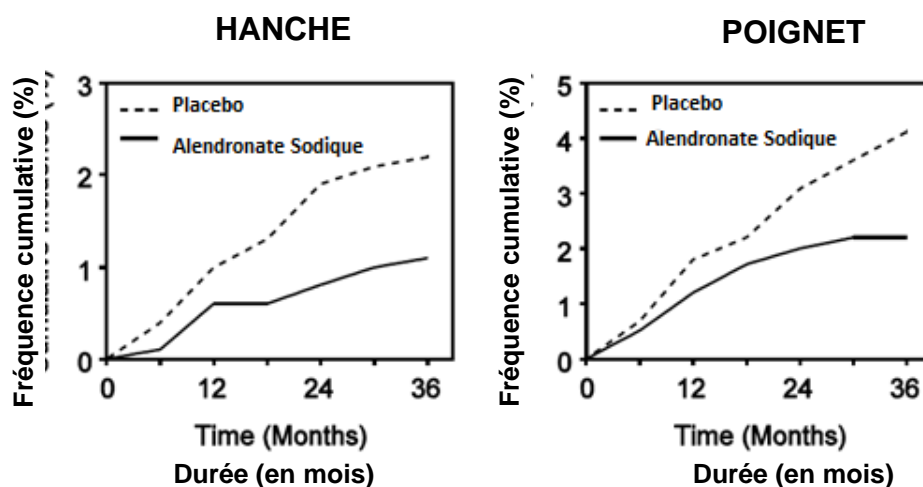 HANCHE
Fréquence cumulative (%)
3
2
1
0
Placebo
Alendronate Sodique
0 12 24 36
Time (Months)
Durée (en mois)
POIGNET
Fréquence cumulative (%)
5
4
3
2
1
0
Placebo
Alendronate Sodique
0 12 24 36
Time (Months)
Durée (en mois)